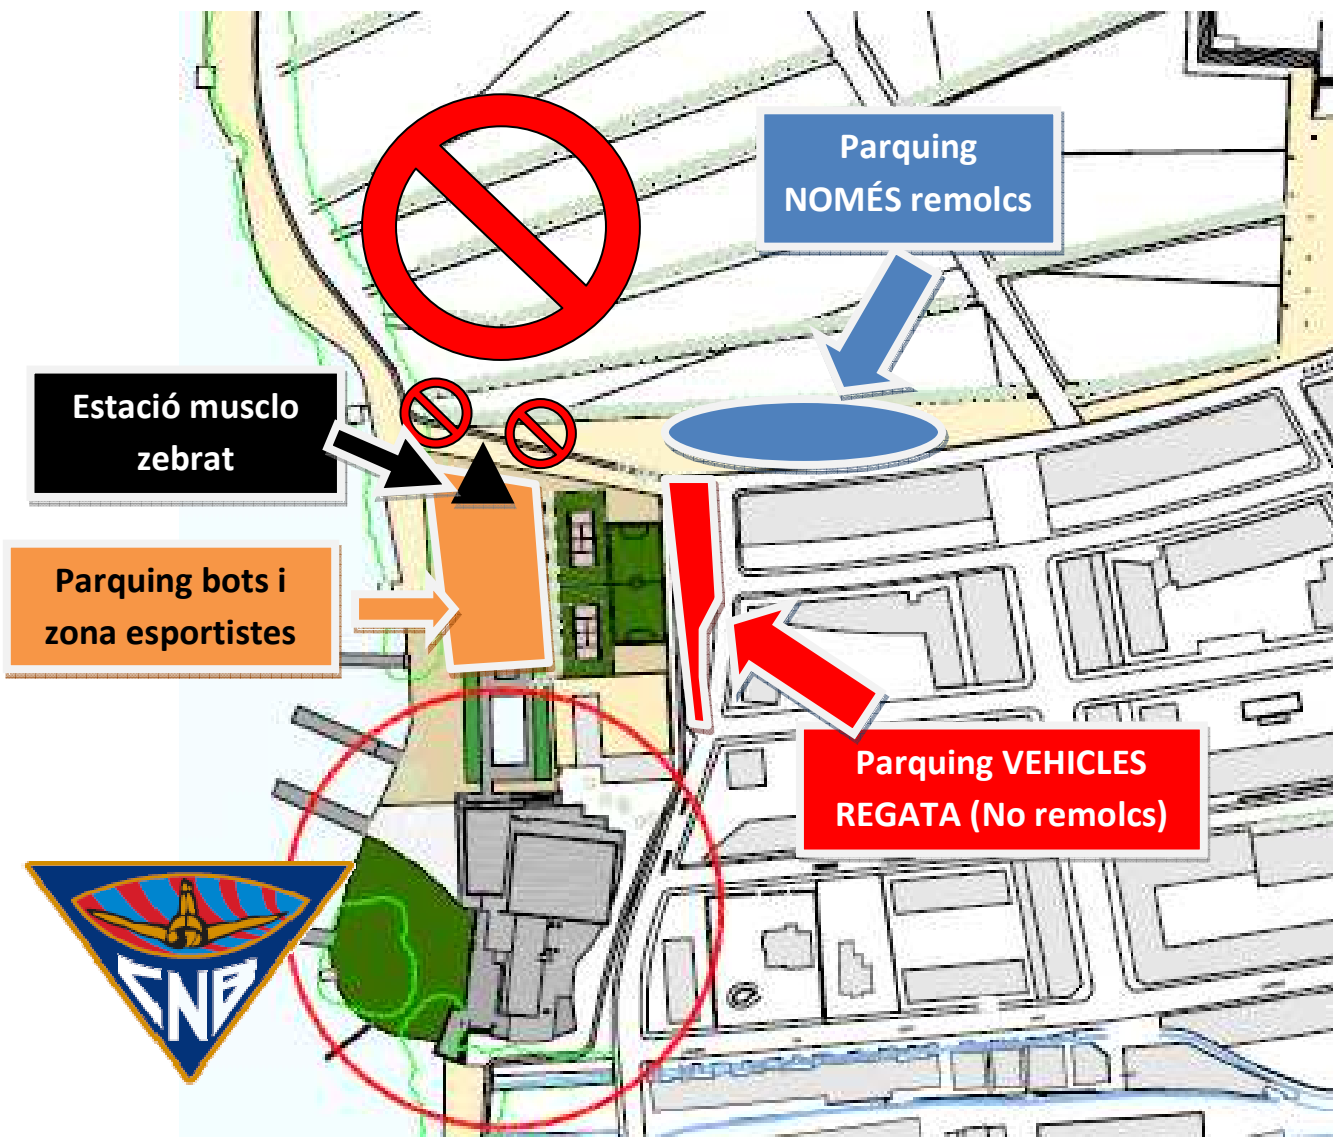 Parquing
NOMÉS remolcs
Estació musclo
zebrat
Parquing bots i
zona esportistes
Parquing VEHICLES
REGATA (No remolcs)
CNB